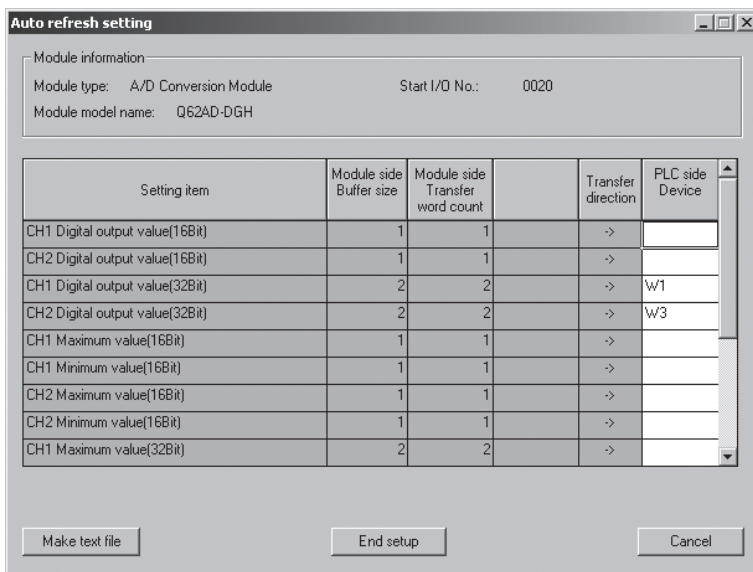 Auto refresh setting
Module information
Module type: A/D Conversion Module Start I/O No.: 0020
Module model name: Q62AD-DGH
Setting item Module side Buffer size Module side Transfer word count Transfer direction PLC side Device
CH1 Digital output value(16Bit) 1 1 ->
CH2 Digital output value(16Bit) 1 1 ->
CH1 Digital output value(32Bit) 2 2 -> W1
CH2 Digital output value(32Bit) 2 2 -> W3
CH1 Maximum value(16Bit) 1 1 ->
CH1 Minimum value(16Bit) 1 1 ->
CH2 Maximum value(16Bit) 1 1 ->
CH2 Minimum value(16Bit) 1 1 ->
CH1 Maximum value(32Bit) 2 2 ->
Make text file End setup Cancel